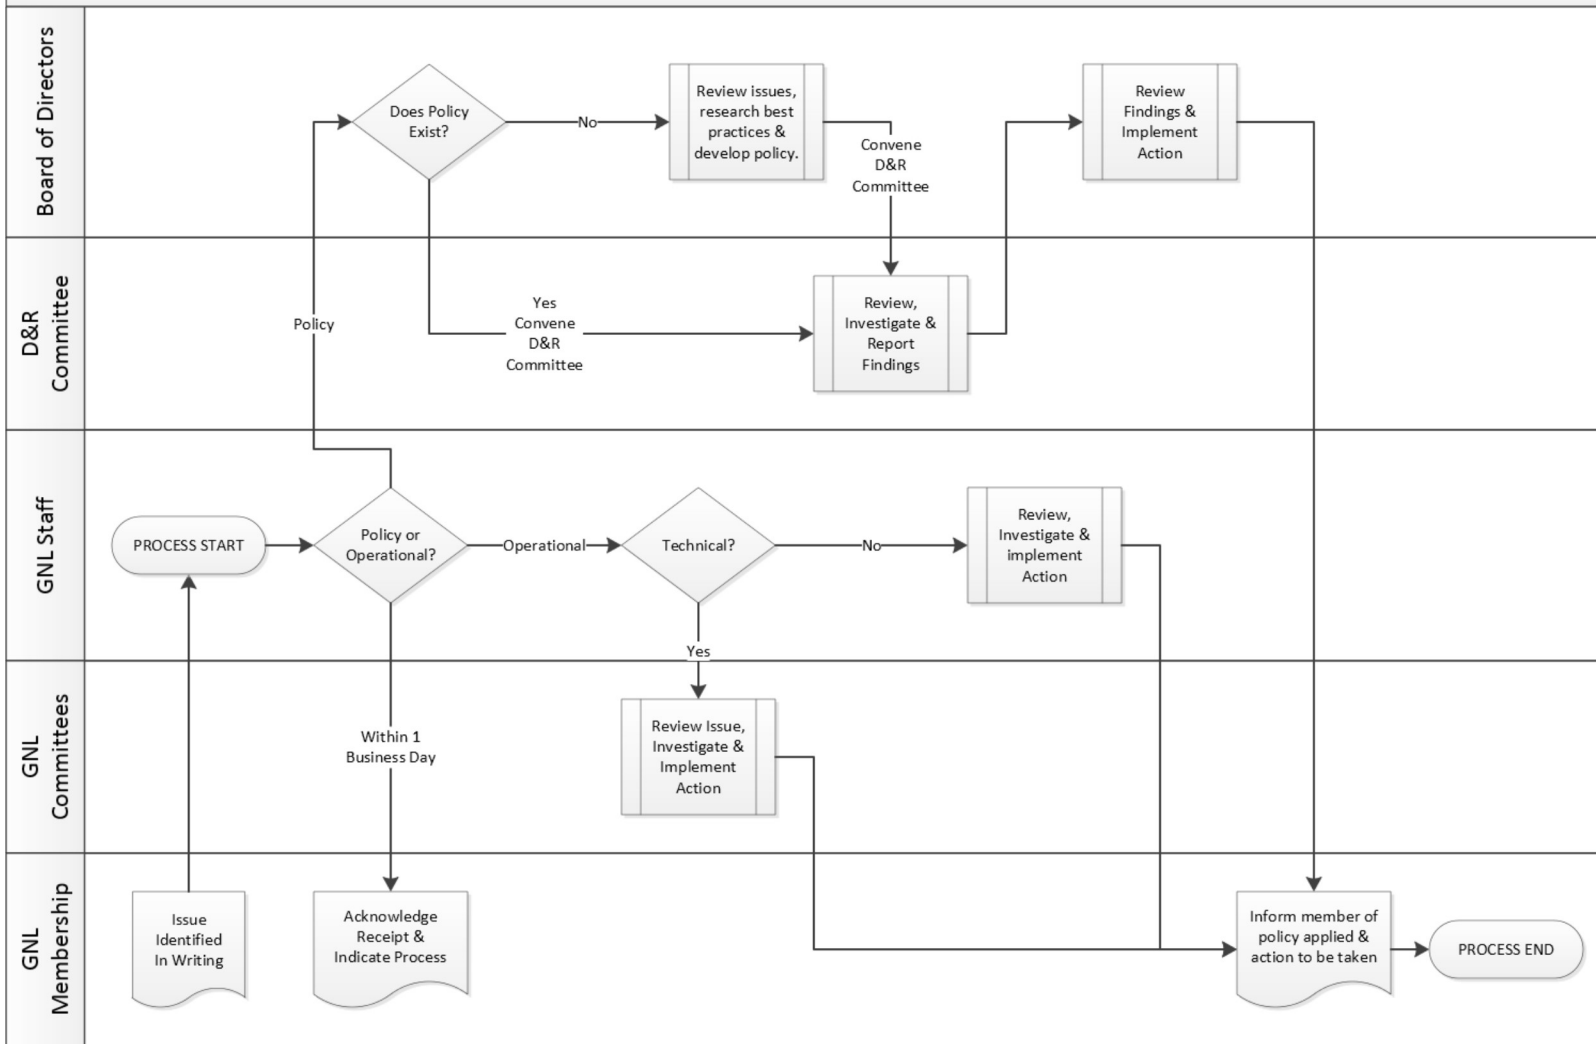 Board of Directors
Does Policy
Exist?
No
Review issues,
research best
practices &
develop policy.
Convene
D&R
Committee
Review
Findings &
Implement
Action
D&R
Committee
Policy
Yes
Convene
D&R
Committee
Review,
Investigate &
Report
Findings
GNL Staff
PROCESS START
Policy or
Operational?
Operational
Technical?
No
Review,
Investigate &
implement
Action
Yes
GNL
Committees
Within 1
Business Day
Review Issue,
Investigate &
Implement
Action
GNL
Membership
Issue
Identified
In Writing
Acknowledge
Receipt &
Indicate Process
Inform member of
policy applied &
action to be taken
PROCESS END